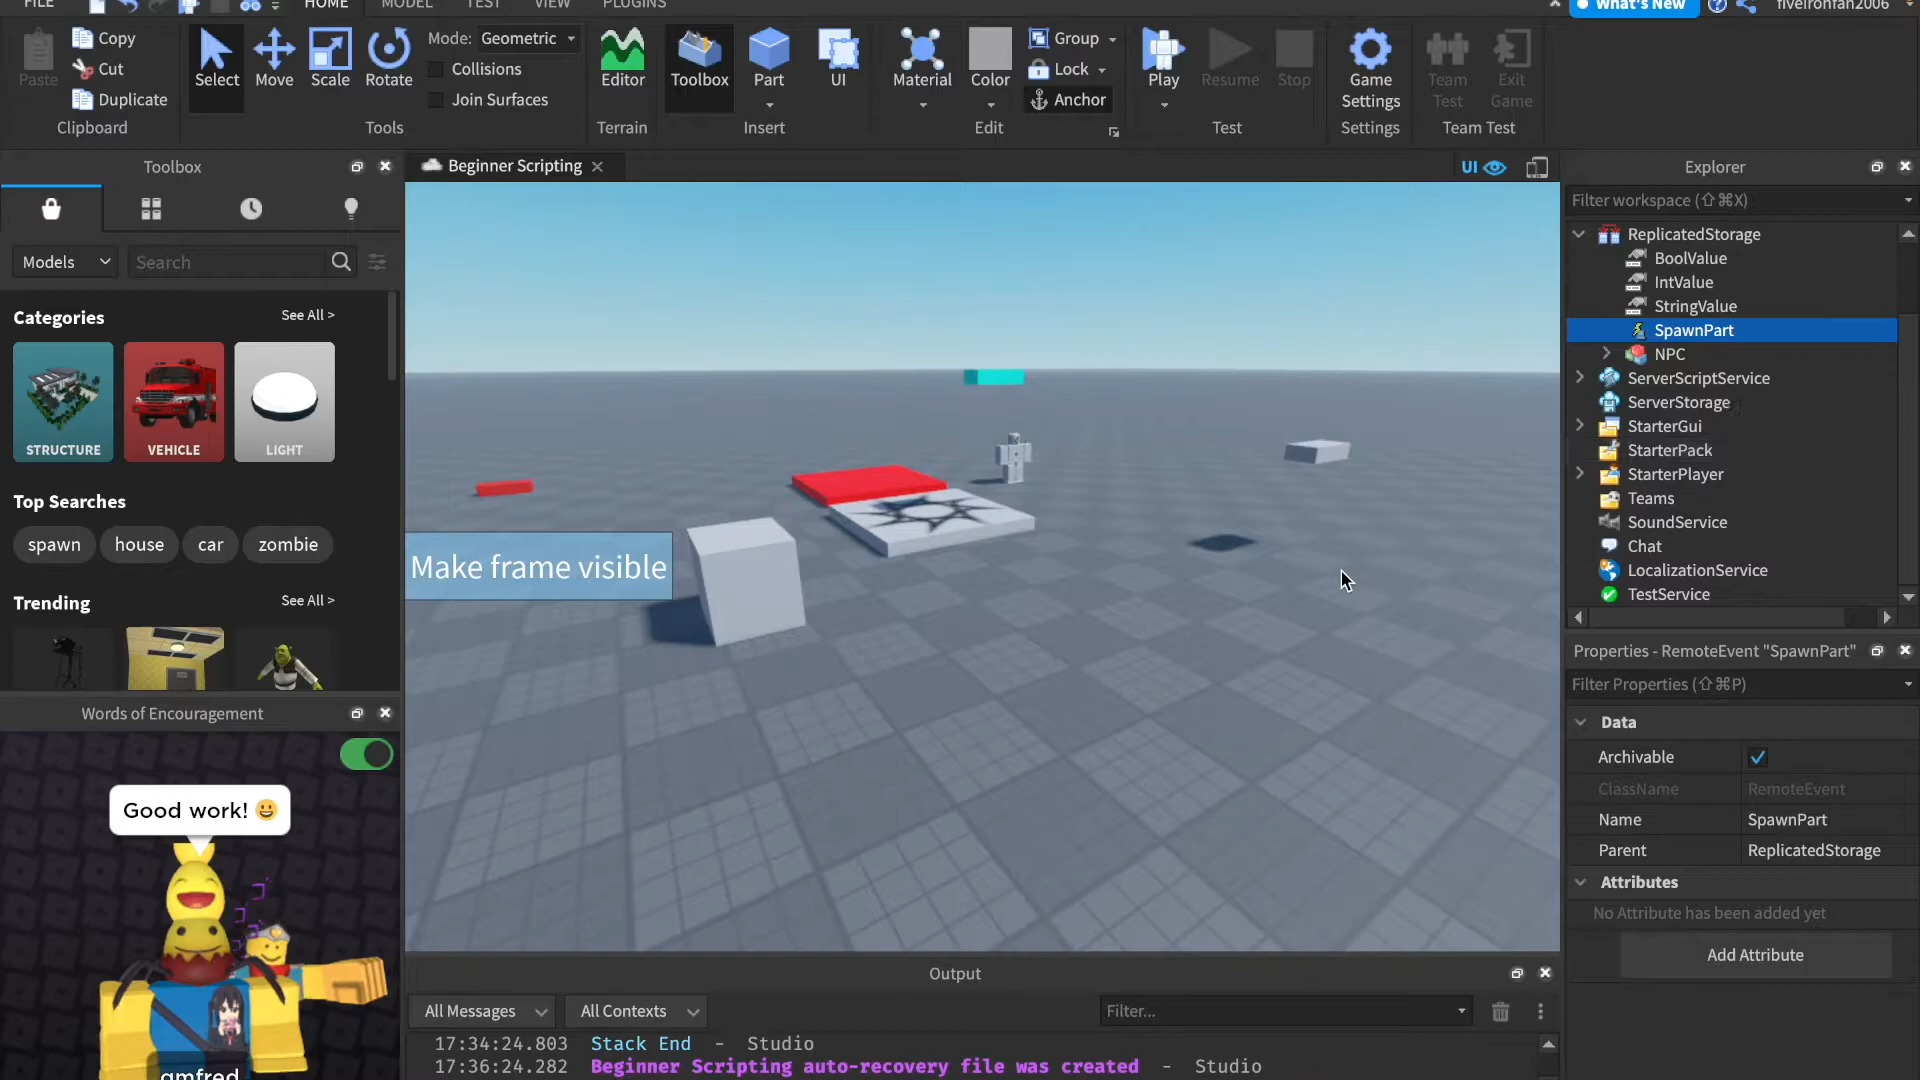 FILE
HOME
MODEL
TEST
VIEW
PLUGINS
What's New
fiveironfan2006
Paste
Copy
Cut
Duplicate
Clipboard
Select
Move
Scale
Rotate
Mode: Geometric
Collisions
Join Surfaces
Tools
Editor
Terrain
Toolbox
Part
UI
Insert
Material
Color
Group
Lock
Anchor
Edit
Play
Resume
Stop
Test
Game
Settings
Settings
Team
Test
Exit
Game
Team Test
Toolbox
Models
Search
Categories
See All >
STRUCTURE
VEHICLE
LIGHT
Top Searches
spawn
house
car
zombie
Trending
See All >
Words of Encouragement
Good work! 😀
gmfred
Beginner Scripting
UI
Make frame visible
Output
All Messages
All Contexts
Filter...
17:34:24.803 Stack End - Studio
17:36:24.282 Beginner Scripting auto-recovery file was created - Studio
Explorer
Filter workspace (⇧⌘X)
ReplicatedStorage
BoolValue
IntValue
StringValue
SpawnPart
NPC
ServerScriptService
ServerStorage
StarterGui
StarterPack
StarterPlayer
Teams
SoundService
Chat
LocalizationService
TestService
Properties - RemoteEvent "SpawnPart"
Filter Properties (⇧⌘P)
Data
Archivable
ClassName RemoteEvent
Name SpawnPart
Parent ReplicatedStorage
Attributes
No Attribute has been added yet
Add Attribute